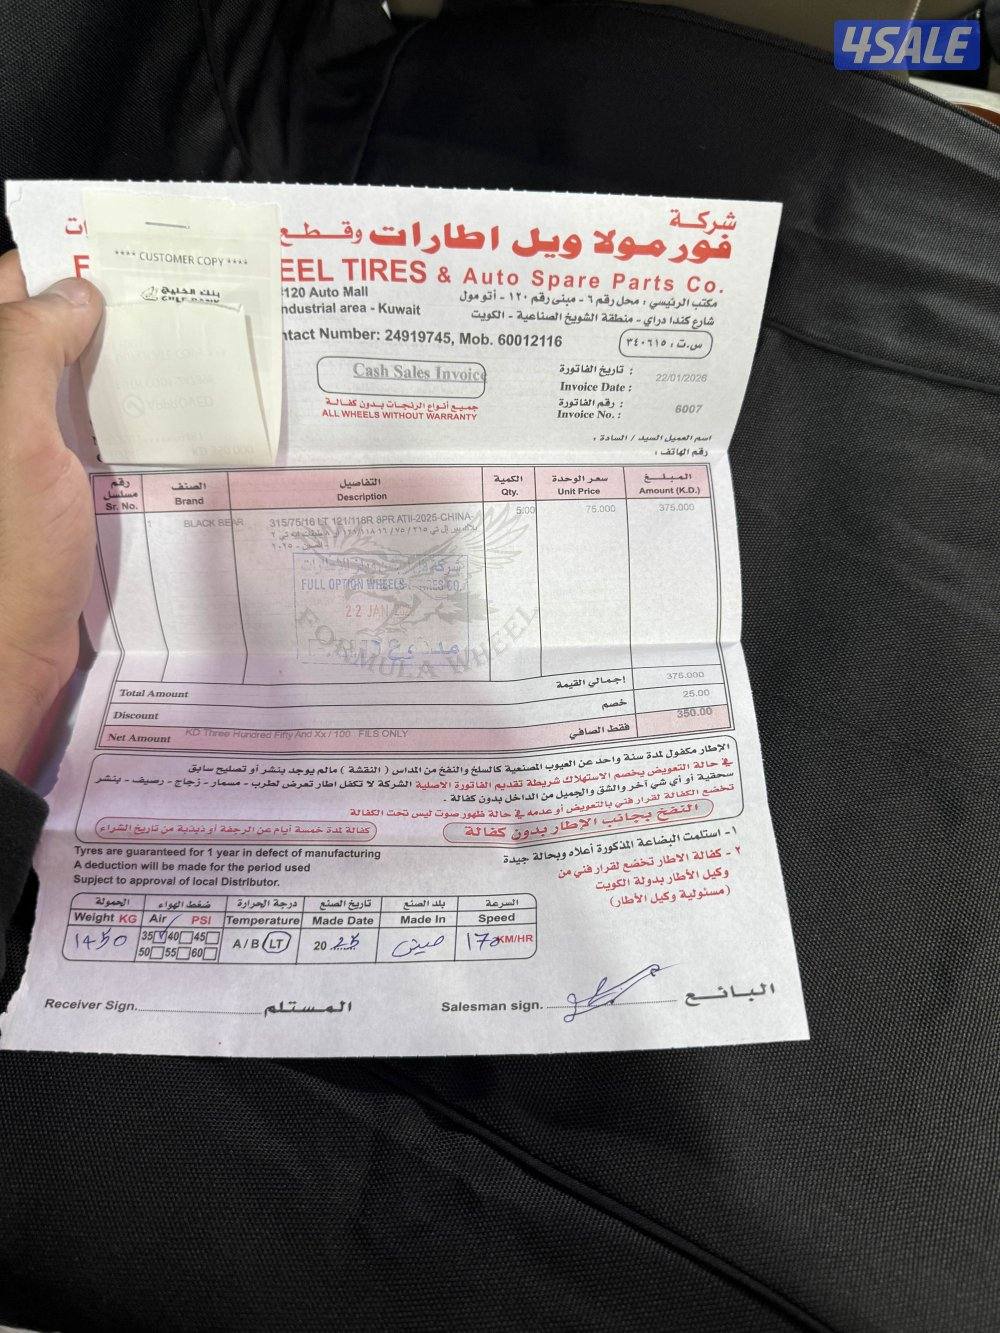 4SALE
شركة
فورمولا ويل اطارات وقطع
EEL TIRES & Auto Spare Parts Co.
**** CUSTOMER COPY ****
بنك الخليج
GULF BANK
#120 Auto Mall
ndustrial area - Kuwait
ntact Number: 24919745, Mob. 60012116
مكتب الرئيسي : محل رقم ٦ - مبنى رقم ١٢٠ - أتو مول
شارع كندا دراي - منطقة الشويخ الصناعية - الكويت
س.ت : ٣٤٠٦١٥
Cash Sales Invoice
جميع أنواع الرنجات بدون كفالة
ALL WHEELS WITHOUT WARRANTY
تاريخ الفاتورة :
Invoice Date : 22/01/2026
رقم الفاتورة :
Invoice No. : 6007
اسم العميل السيد / السادة :
رقم الهاتف :
رقم مسلسل الصنف التفاصيل الكمية سعر الوحدة المبلغ
Sr. No. Brand Description Qty. Unit Price Amount (K.D.)
1 BLACK BEAR 315/75/16 LT 121/118R 8PR ATII-2025-CHINA- 5.00 75.000 375.000
FULL OPTION WHEELS
22 JAN
FORMULA WHEEL
Total Amount إجمالي القيمة 375.000
Discount خصم 25.00
Net Amount KD Three Hundred Fifty And Xx / 100 FILS ONLY فقط الصافي 350.00
الإطار مكفول لمدة سنة واحد عن العيوب المصنعية كالسلخ والنفخ من المداس (النقشة) مالم يوجد بنشر أو تصليح سابق
في حالة التعويض يخصم الاستهلاك شريطة تقديم الفاتورة الأصلية الشركة لا تكفل اطار تعرض لطرب - مسمار - زجاج - رصيف - بنشر
سحقية أو أي شي آخر والشق والجميل من الداخل بدون كفالة .
تخضع الكفالة لقرار فني بالتعويض أو عدمه في حالة ظهور صوت ليس تحت الكفالة
النفخ بجانب الإطار بدون كفالة
كفالة لمدة خمسة أيام عن الرجفة أو ذبذبة من تاريخ الشراء
Tyres are guaranteed for 1 year in defect of manufacturing
A deduction will be made for the period used
Supject to approval of local Distributor.
١- استلمت البضاعة المذكورة أعلاه وبحالة جيدة
٢ - كفالة الاطار تخضع لقرار فني من
وكيل الأطار بدولة الكويت
(مسئولية وكيل الأطار)
الحمولة ضغط الهواء درجة الحرارة تاريخ الصنع بلد الصنع السرعة
Weight KG Air PSI Temperature Made Date Made In Speed
1450 35 40 45 50 55 60 A / B / LT 20 25 صين 170 KM/HR
Receiver Sign. المستلم
Salesman sign. البائع